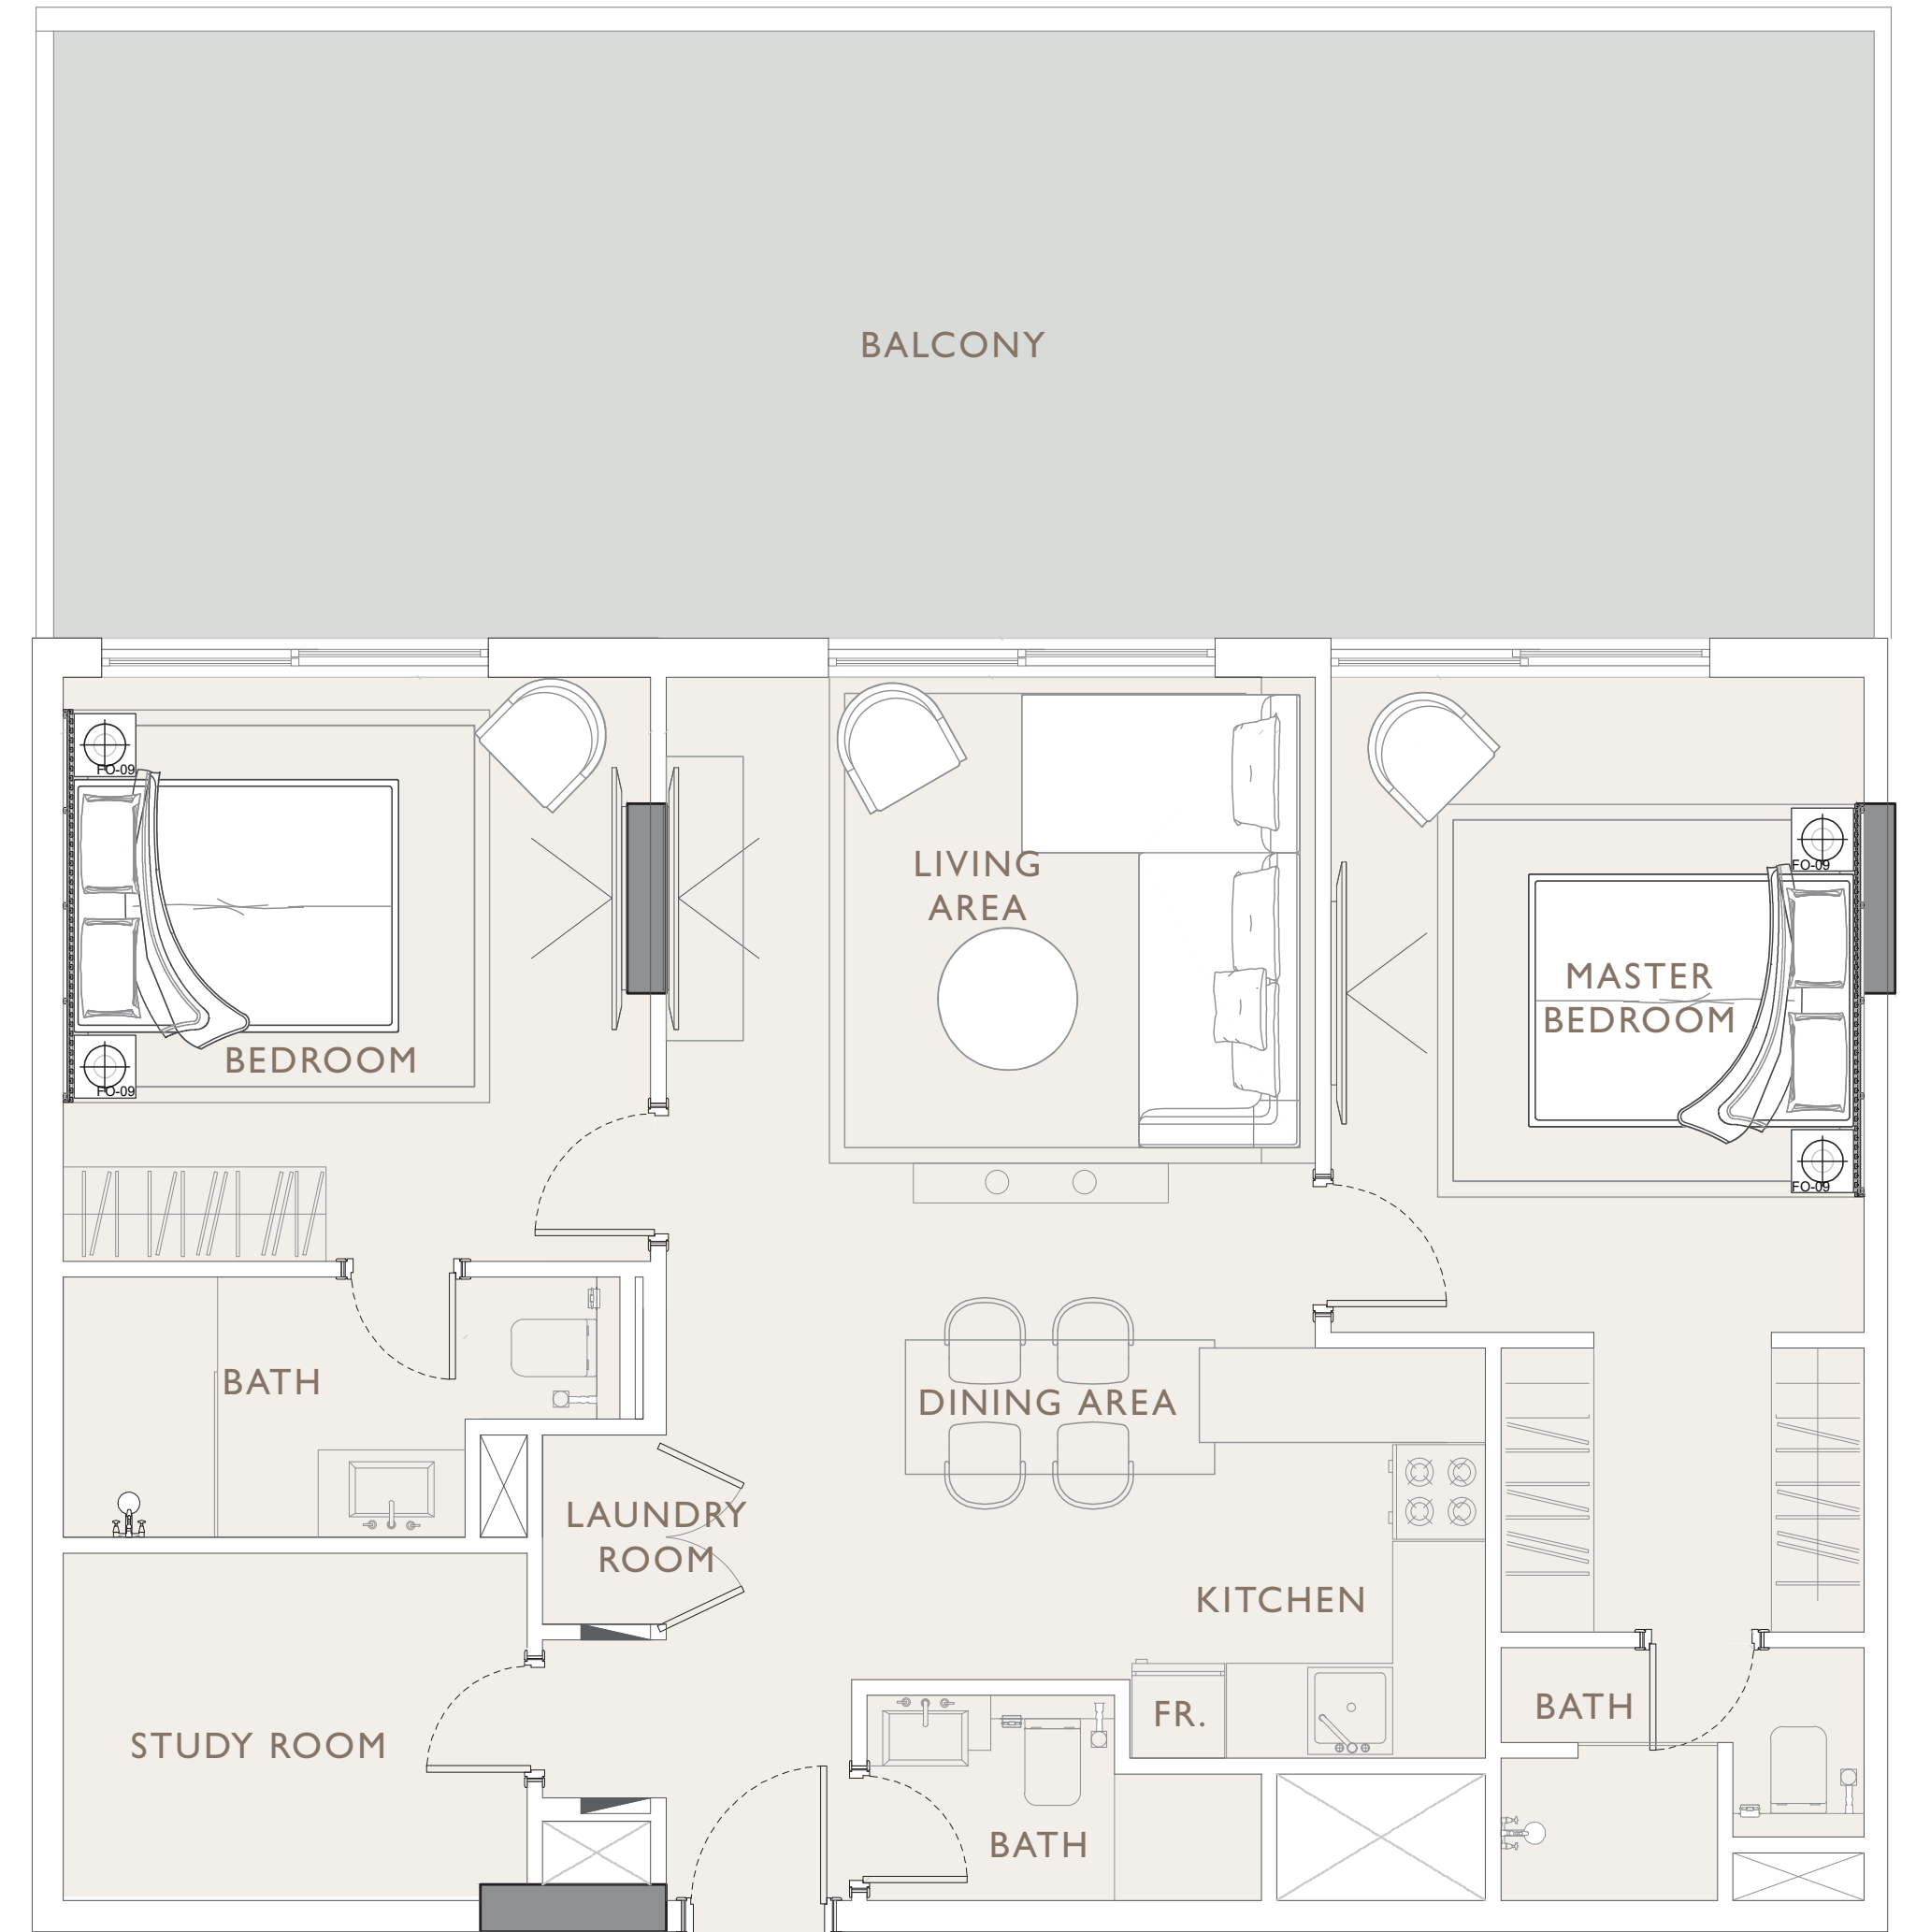 BALCONY
FO-09
LIVING
AREA
FO-09
MASTER
BEDROOM
BEDROOM
FO-09
FO-09
BATH
DINING AREA
LAUNDRY
ROOM
KITCHEN
BATH
FR.
STUDY ROOM
BATH